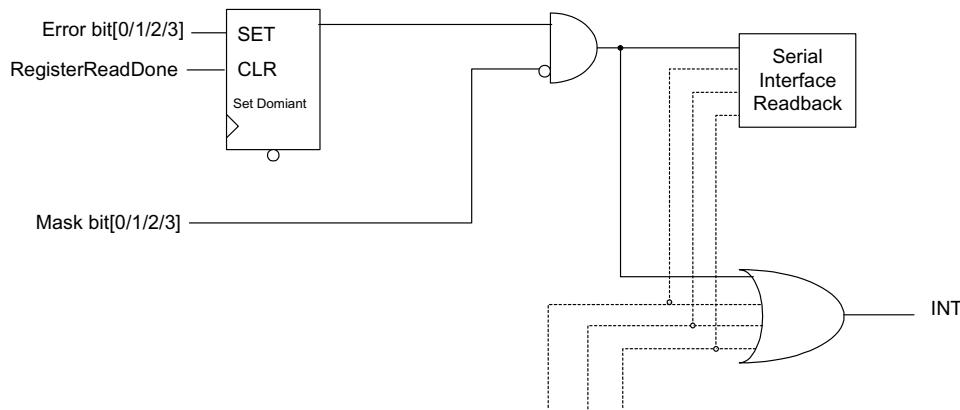 Error bit[0/1/2/3]
SET
RegisterReadDone
CLR
Set Domiant
Mask bit[0/1/2/3]
Serial
Interface
Readback
INT